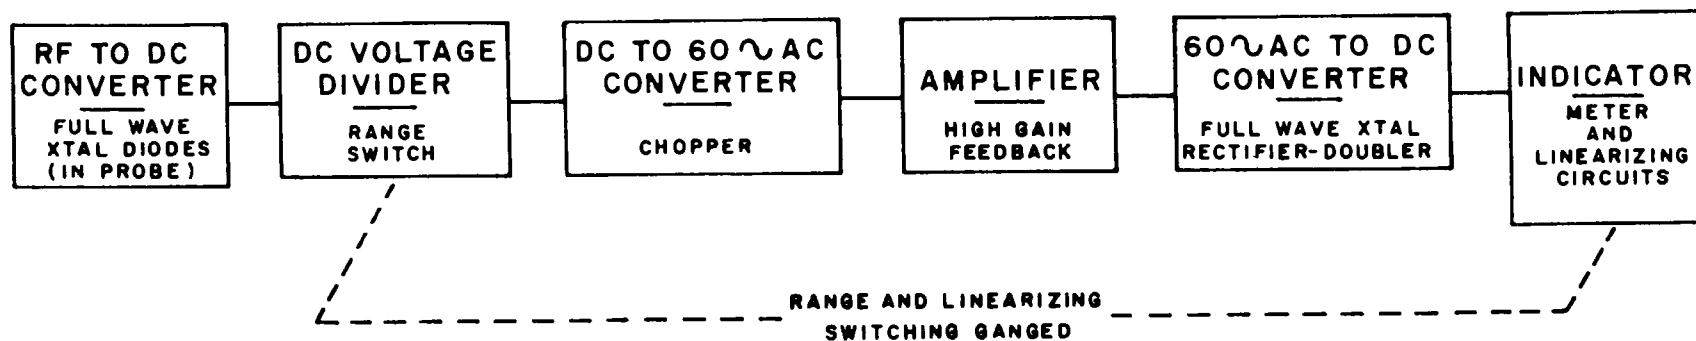 RF TO DC
CONVERTER
FULL WAVE
XTAL DIODES
(IN PROBE)
DC VOLTAGE
DIVIDER
RANGE
SWITCH
DC TO 60∿AC
CONVERTER
CHOPPER
AMPLIFIER
HIGH GAIN
FEEDBACK
60∿AC TO DC
CONVERTER
FULL WAVE XTAL
RECTIFIER-DOUBLER
INDICATOR
METER
AND
LINEARIZING
CIRCUITS
RANGE AND LINEARIZING
SWITCHING GANGED